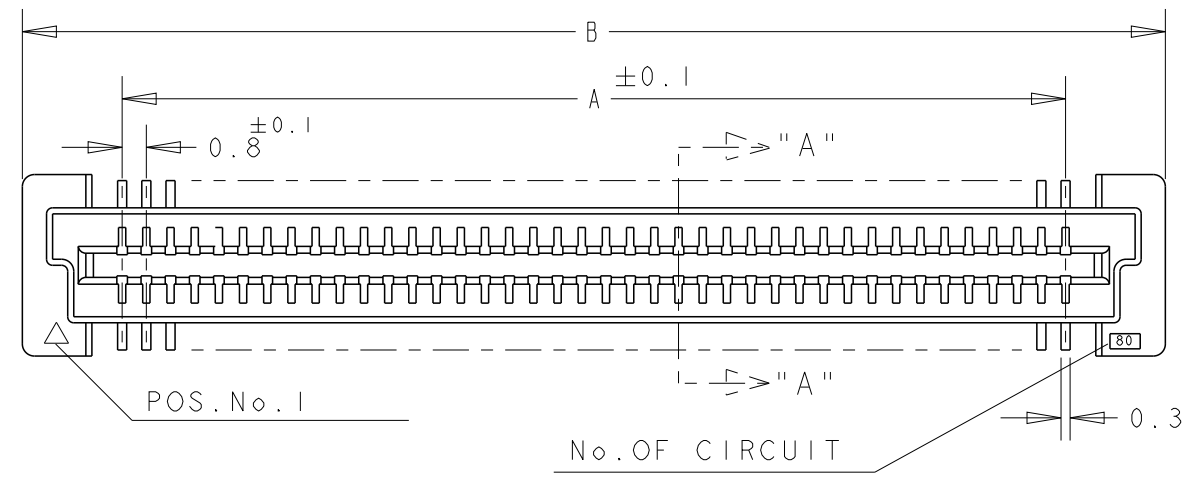 B
±0.1
A
±0.1
0.8
"A"
80
"A"
POS.No.1
0.3
No.OF CIRCUIT